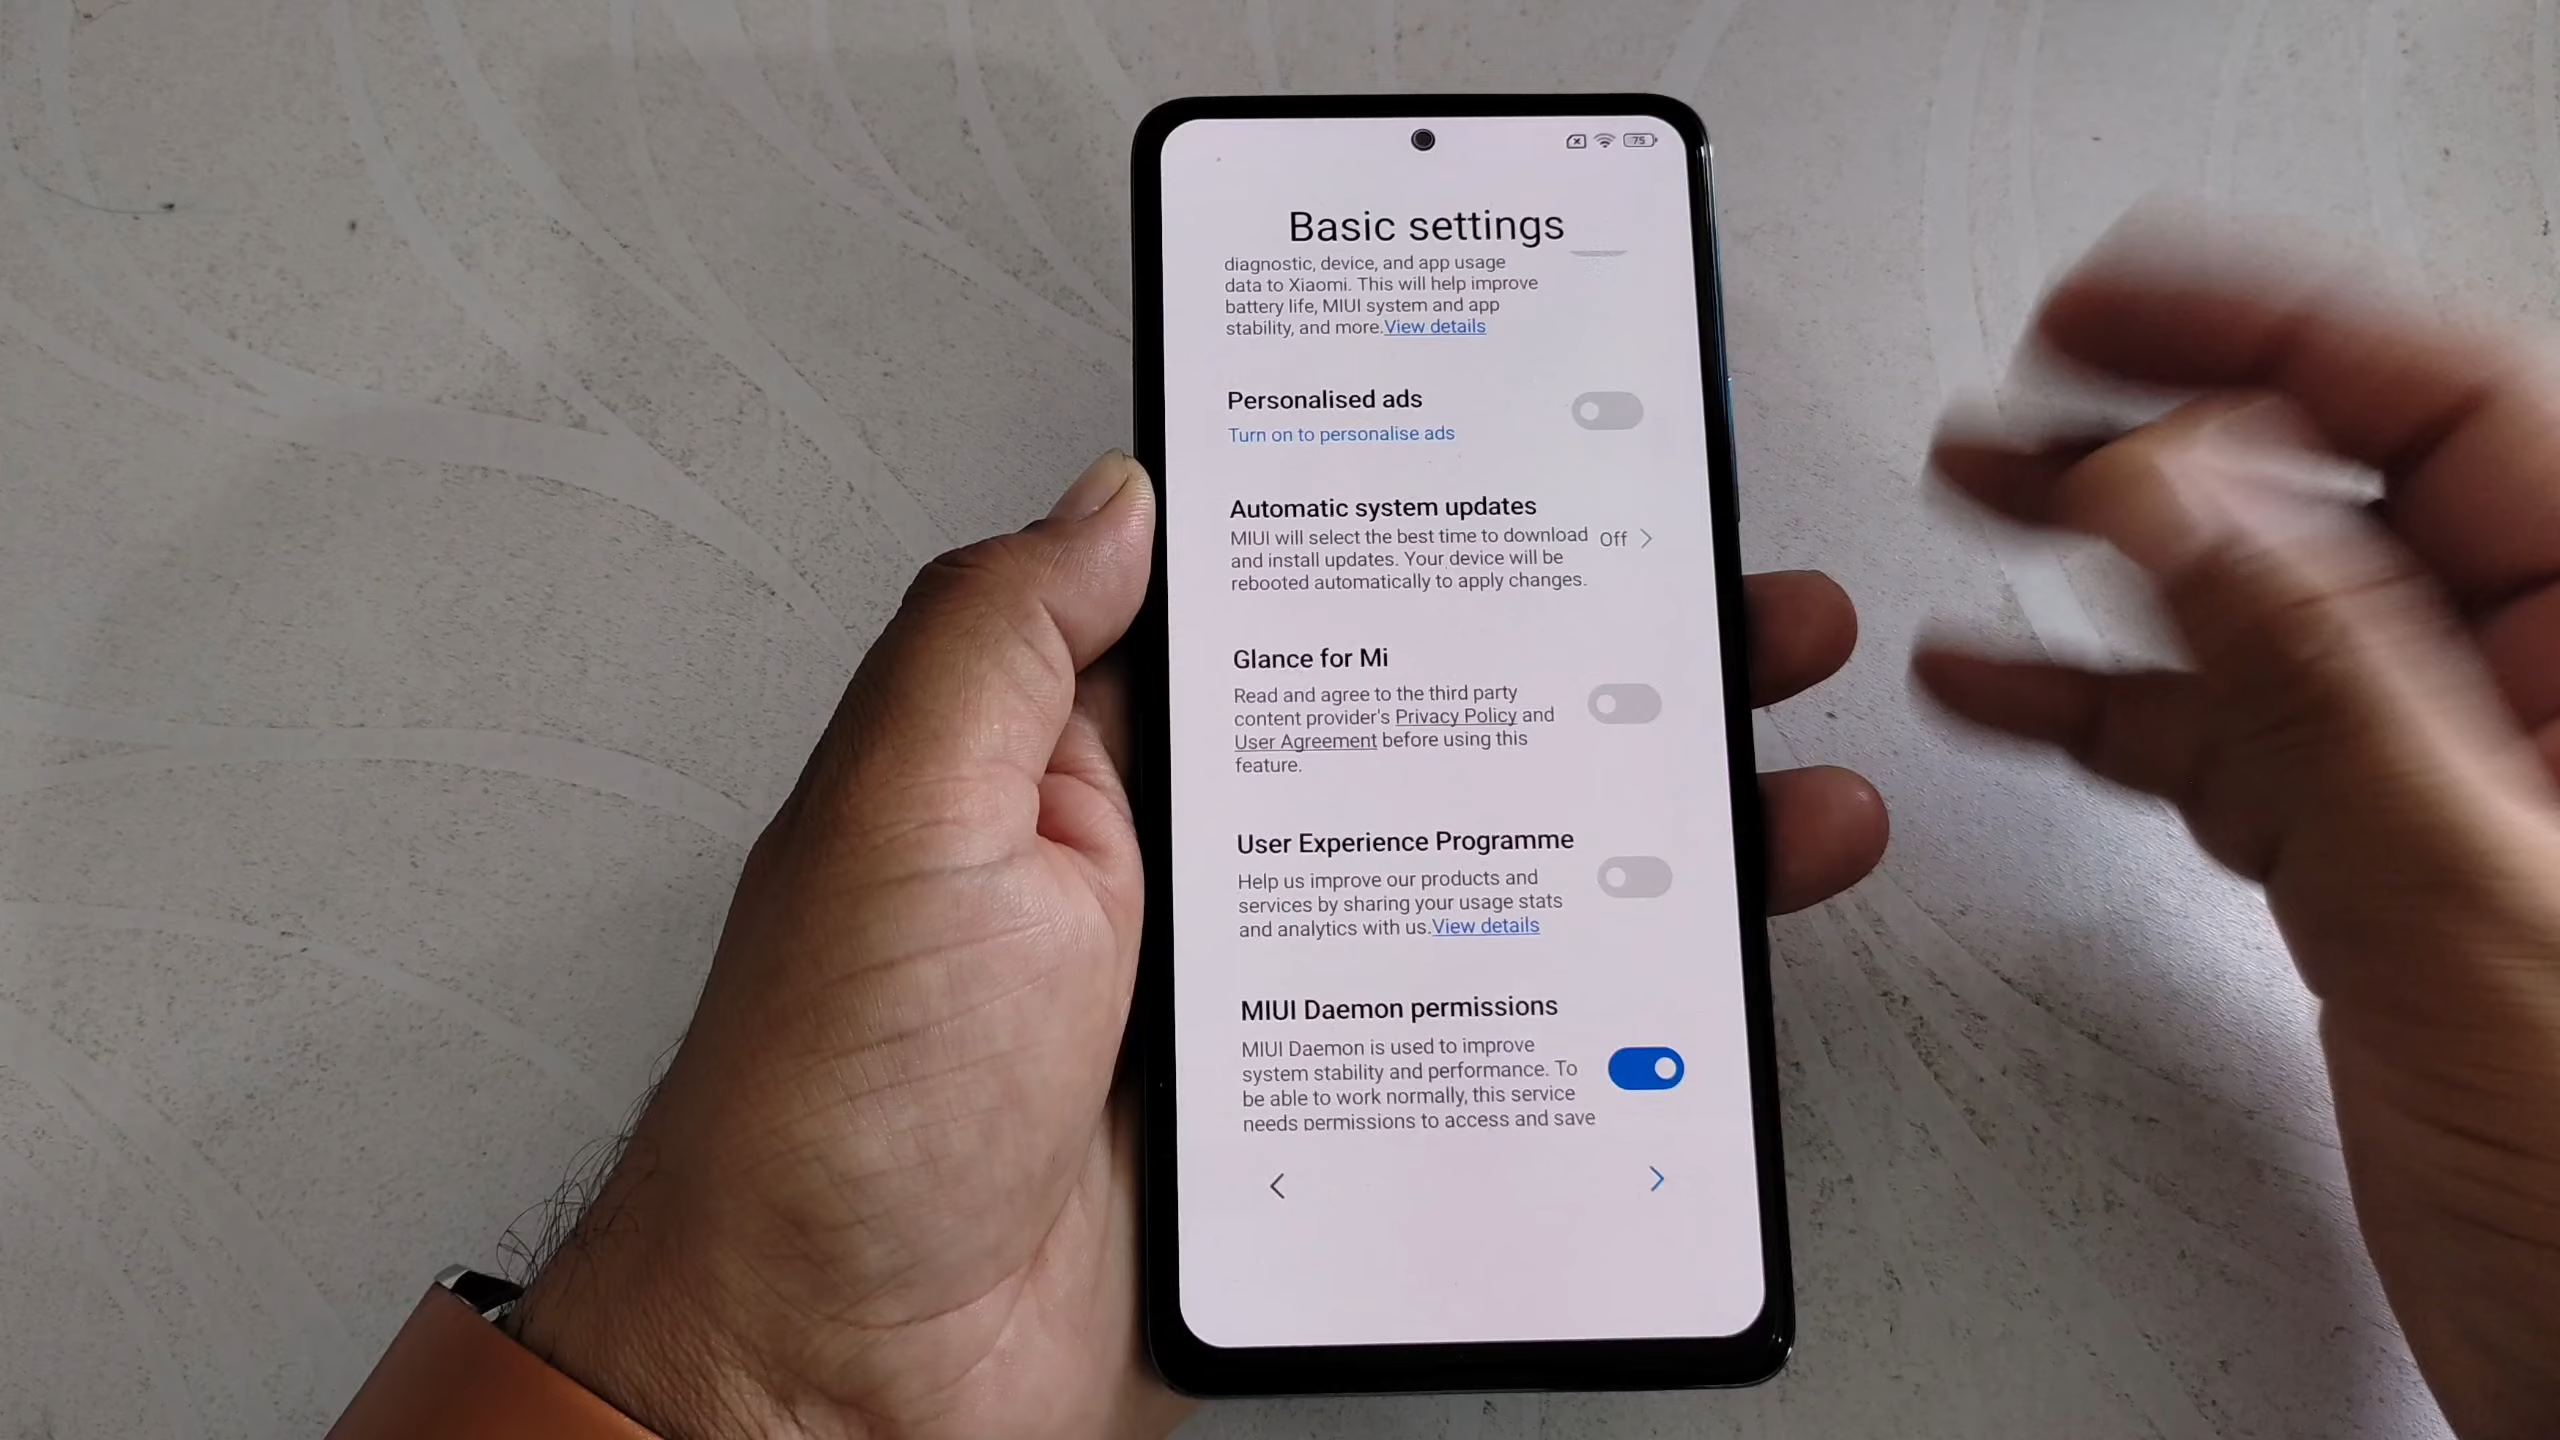 75
Basic settings
diagnostic, device, and app usage
data to Xiaomi. This will help improve
battery life, MIUI system and app
stability, and more.View details
Personalised ads
Turn on to personalise ads
Automatic system updates
MIUI will select the best time to download
and install updates. Your device will be
rebooted automatically to apply changes.
Off
Glance for Mi
Read and agree to the third party
content provider's Privacy Policy and
User Agreement before using this
feature.
User Experience Programme
Help us improve our products and
services by sharing your usage stats
and analytics with us.View details
MIUI Daemon permissions
MIUI Daemon is used to improve
system stability and performance. To
be able to work normally, this service
needs permissions to access and save